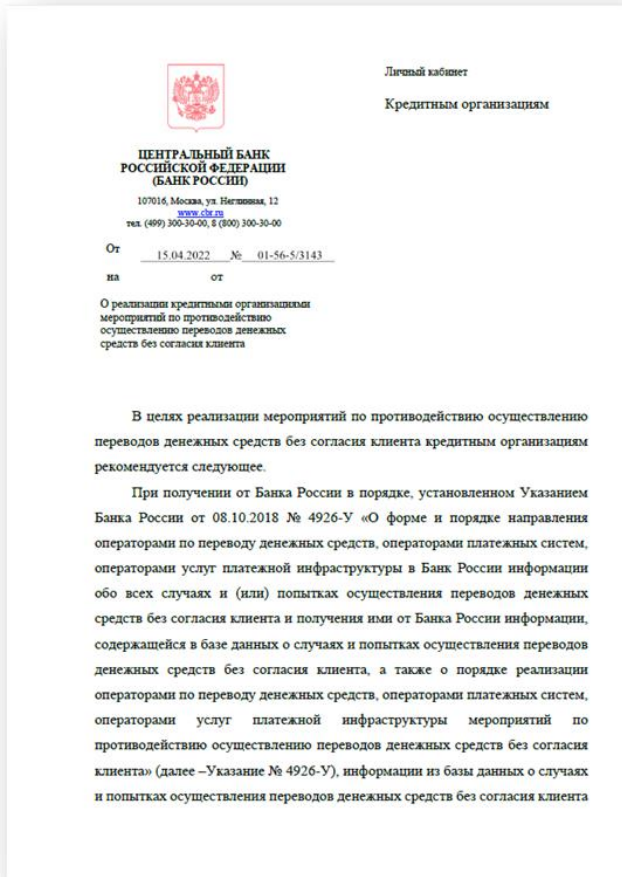 Личный кабинет
Кредитным организациям
ЦЕНТРАЛЬНЫЙ БАНК
РОССИЙСКОЙ ФЕДЕРАЦИИ
(БАНК РОССИИ)
107016, Москва, ул. Неглинная, 12
www.cbr.ru
тел. (499) 300-30-00, 8 (800) 300-30-00
От 15.04.2022 № 01-56-5/3143
на от
О реализации кредитными организациями
мероприятий по противодействию
осуществлению переводов денежных
средств без согласия клиента
В целях реализации мероприятий по противодействию осуществлению
переводов денежных средств без согласия клиента кредитным организациям
рекомендуется следующее.
При получении от Банка России в порядке, установленном Указанием
Банка России от 08.10.2018 № 4926-У «О форме и порядке направления
операторами по переводу денежных средств, операторами платежных систем,
операторами услуг платежной инфраструктуры в Банк России информации
обо всех случаях и (или) попытках осуществления переводов денежных
средств без согласия клиента и получения ими от Банка России информации,
содержащейся в базе данных о случаях и попытках осуществления переводов
денежных средств без согласия клиента, а также о порядке реализации
операторами по переводу денежных средств, операторами платежных систем,
операторами услуг платежной инфраструктуры мероприятий по
противодействию осуществлению переводов денежных средств без согласия
клиента» (далее –Указание № 4926-У), информации из базы данных о случаях
и попытках осуществления переводов денежных средств без согласия клиента